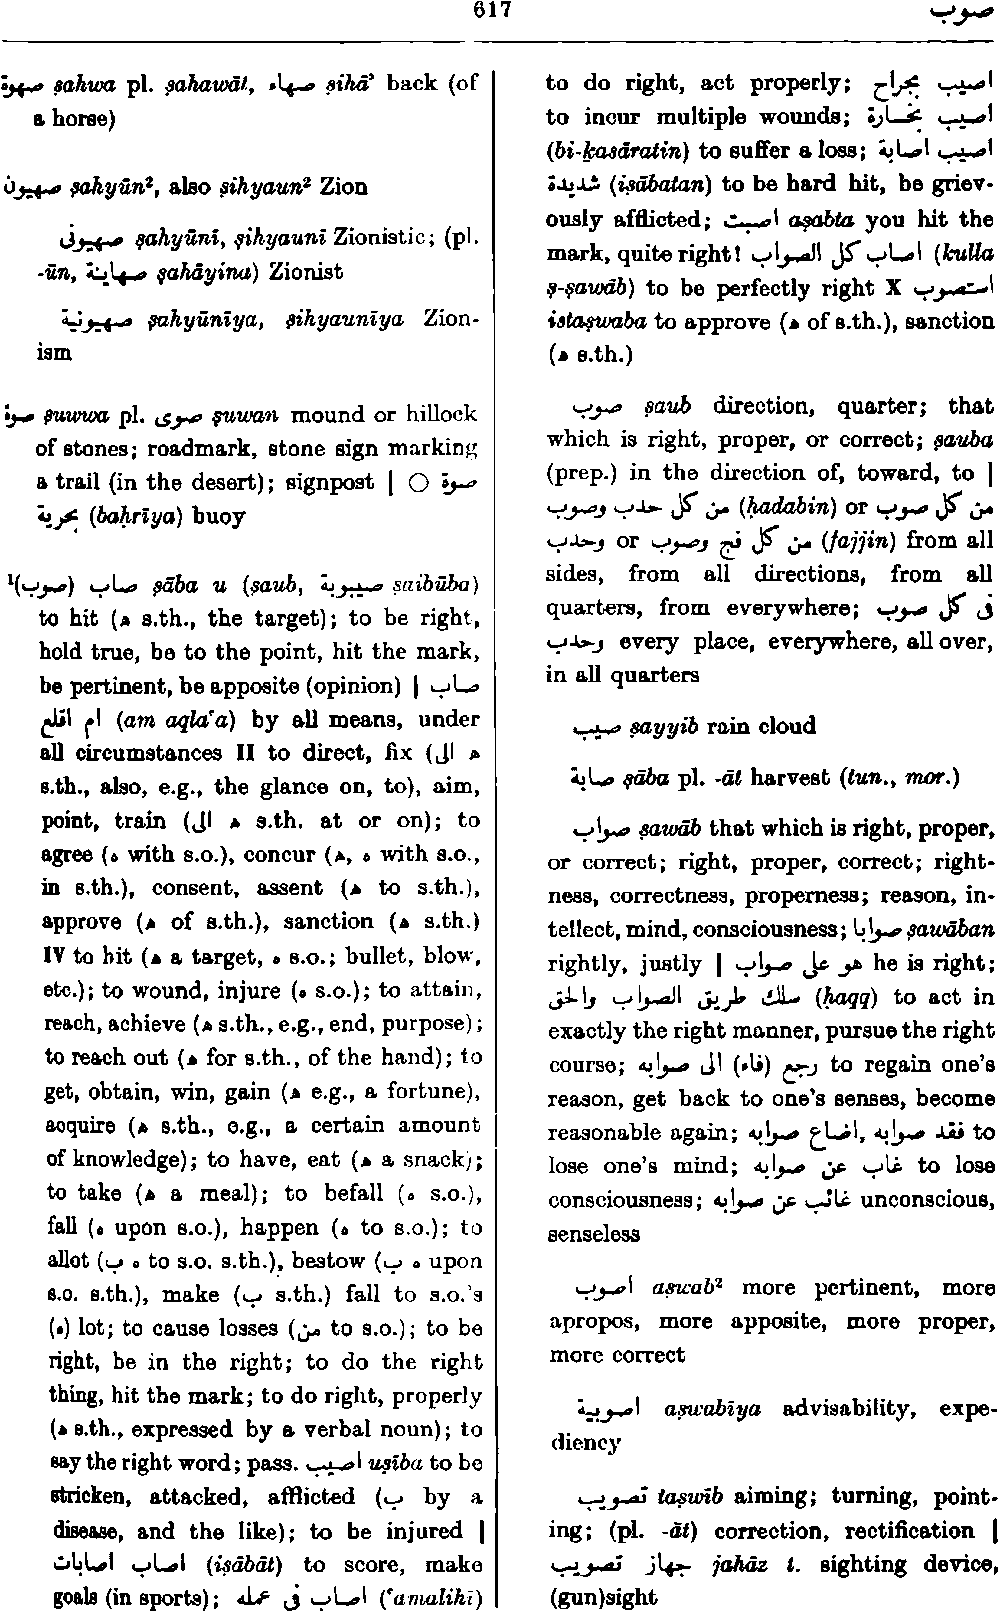 617
صوب
صهوة ṣahwa pl. ṣahawāt, صهاء ṣihā’ back (of
a horse)
صهيون ṣahyūn², also ṣihyaun² Zion
صهيونى ṣahyūnī, ṣihyaunī Zionistic; (pl.
-ūn, صهاينة ṣahāyina) Zionist
صهيونية ṣahyūnīya, ṣihyaunīya Zion-
ism
صوة ṣuwwa pl. صوى ṣuwan mound or hillock
of stones; roadmark, stone sign marking
a trail (in the desert); signpost | ○ صوة
بحرية (baḥrīya) buoy
¹(صوب) صاب ṣāba u (ṣaub, صيبوبة ṣaibūba)
to hit (ه s.th., the target); to be right,
hold true, be to the point, hit the mark,
be pertinent, be apposite (opinion) | صاب
ام اقلع (am aqla‘a) by all means, under
all circumstances II to direct, fix (ه الى
s.th., also, e.g., the glance on, to), aim,
point, train (ه الى s.th. at or on); to
agree (ه with s.o.), concur (ه, ه with s.o.,
in s.th.), consent, assent (ه to s.th.),
approve (ه of s.th.), sanction (ه s.th.)
IV to hit (ه a target, ه s.o.; bullet, blow,
etc.); to wound, injure (ه s.o.); to attain,
reach, achieve (ه s.th., e.g., end, purpose);
to reach out (ه for s.th., of the hand); to
get, obtain, win, gain (ه e.g., a fortune),
acquire (ه s.th., e.g., a certain amount
of knowledge); to have, eat (ه a snack);
to take (ه a meal); to befall (ه s.o.),
fall (ه upon s.o.), happen (ه to s.o.); to
allot (ه ب to s.o. s.th.), bestow (ه ب upon
s.o. s.th.), make (ب s.th.) fall to s.o.'s
(ه) lot; to cause losses (من to s.o.); to be
right, be in the right; to do the right
thing, hit the mark; to do right, properly
(ه s.th., expressed by a verbal noun); to
say the right word; pass. اصيب uṣība to be
stricken, attacked, afflicted (ب by a
disease, and the like); to be injured |
اصاب اصابات (iṣābāt) to score, make
goals (in sports); اصاب فى عمله (‘amalihī)
to do right, act properly; اصيب بجراح
to incur multiple wounds; اصيب بخسارة
(bi-ḵasāratin) to suffer a loss; اصيب اصابة
شديدة (iṣābatan) to be hard hit, be griev-
ously afflicted; اصبت aṣabta you hit the
mark, quite right! اصاب كل الصواب (kulla
ṣ-ṣawāb) to be perfectly right X استصوب
istaṣwaba to approve (ه of s.th.), sanction
(ه s.th.)
صوب ṣaub direction, quarter; that
which is right, proper, or correct; ṣauba
(prep.) in the direction of, toward, to |
من كل حدب وصوب (ḥadabin) or من كل صوب
وحدب or من كل فج وصوب (fajjin) from all
sides, from all directions, from all
quarters, from everywhere; فى كل صوب
وحدب every place, everywhere, all over,
in all quarters
صيب ṣayyib rain cloud
صابة ṣāba pl. -āt harvest (tun., mor.)
صواب ṣawāb that which is right, proper,
or correct; right, proper, correct; right-
ness, correctness, properness; reason, in-
tellect, mind, consciousness; صوابا ṣawāban
rightly, justly | هو على صواب he is right;
سلك طريق الصواب والحق (ḥaqq) to act in
exactly the right manner, pursue the right
course; رجع (فاء) الى صوابه to regain one's
reason, get back to one's senses, become
reasonable again; فقد صوابه, اضاع صوابه to
lose one's mind; غاب عن صوابه to lose
consciousness; غائب عن صوابه unconscious,
senseless
اصوب aṣwab² more pertinent, more
apropos, more apposite, more proper,
more correct
اصوبية aṣwabīya advisability, expe-
diency
تصويب taṣwīb aiming; turning, point-
ing; (pl. -āt) correction, rectification |
جهاز تصويب jahāz t. sighting device,
(gun)sight